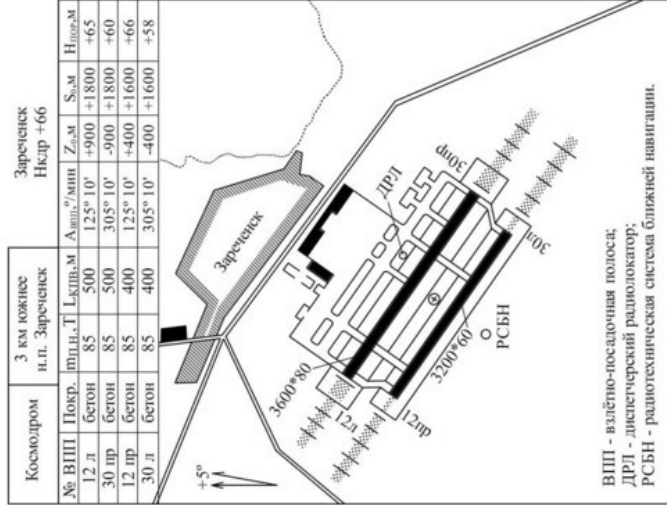 Космодром
3 км южнее
н.п. Зареченск
Зареченск
Нкдр +66
№ ВПП Покр. mП.Н.,Т LКПБ,М Aвпп,°/мин Z₀,М S₀,М Нпор,М
12 л бетон 85 500 125° 10' +900 +1800 +65
30 пр бетон 85 500 305° 10' -900 +1800 +60
12 пр бетон 85 400 125° 10' +400 +1600 +66
30 л бетон 85 400 305° 10' -400 +1600 +58
+5°
Зареченск
ДРЛ
30пр
30л
3600*80
12л
12пр
3200*60
РСБН
ВПП - взлётно-посадочная полоса;
ДРЛ - диспетчерский радиолокатор;
РСБН - радиотехническая система ближней навигации.